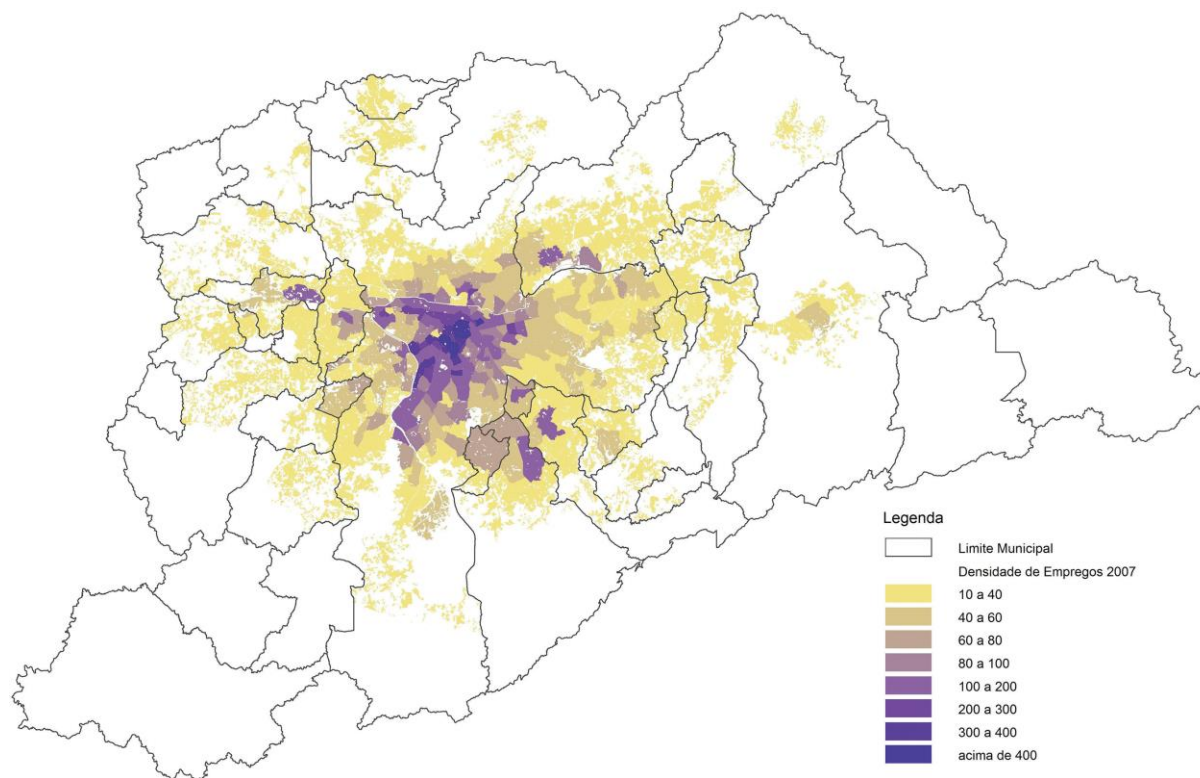 Legenda
Limite Municipal
Densidade de Empregos 2007
10 a 40
40 a 60
60 a 80
80 a 100
100 a 200
200 a 300
300 a 400
acima de 400